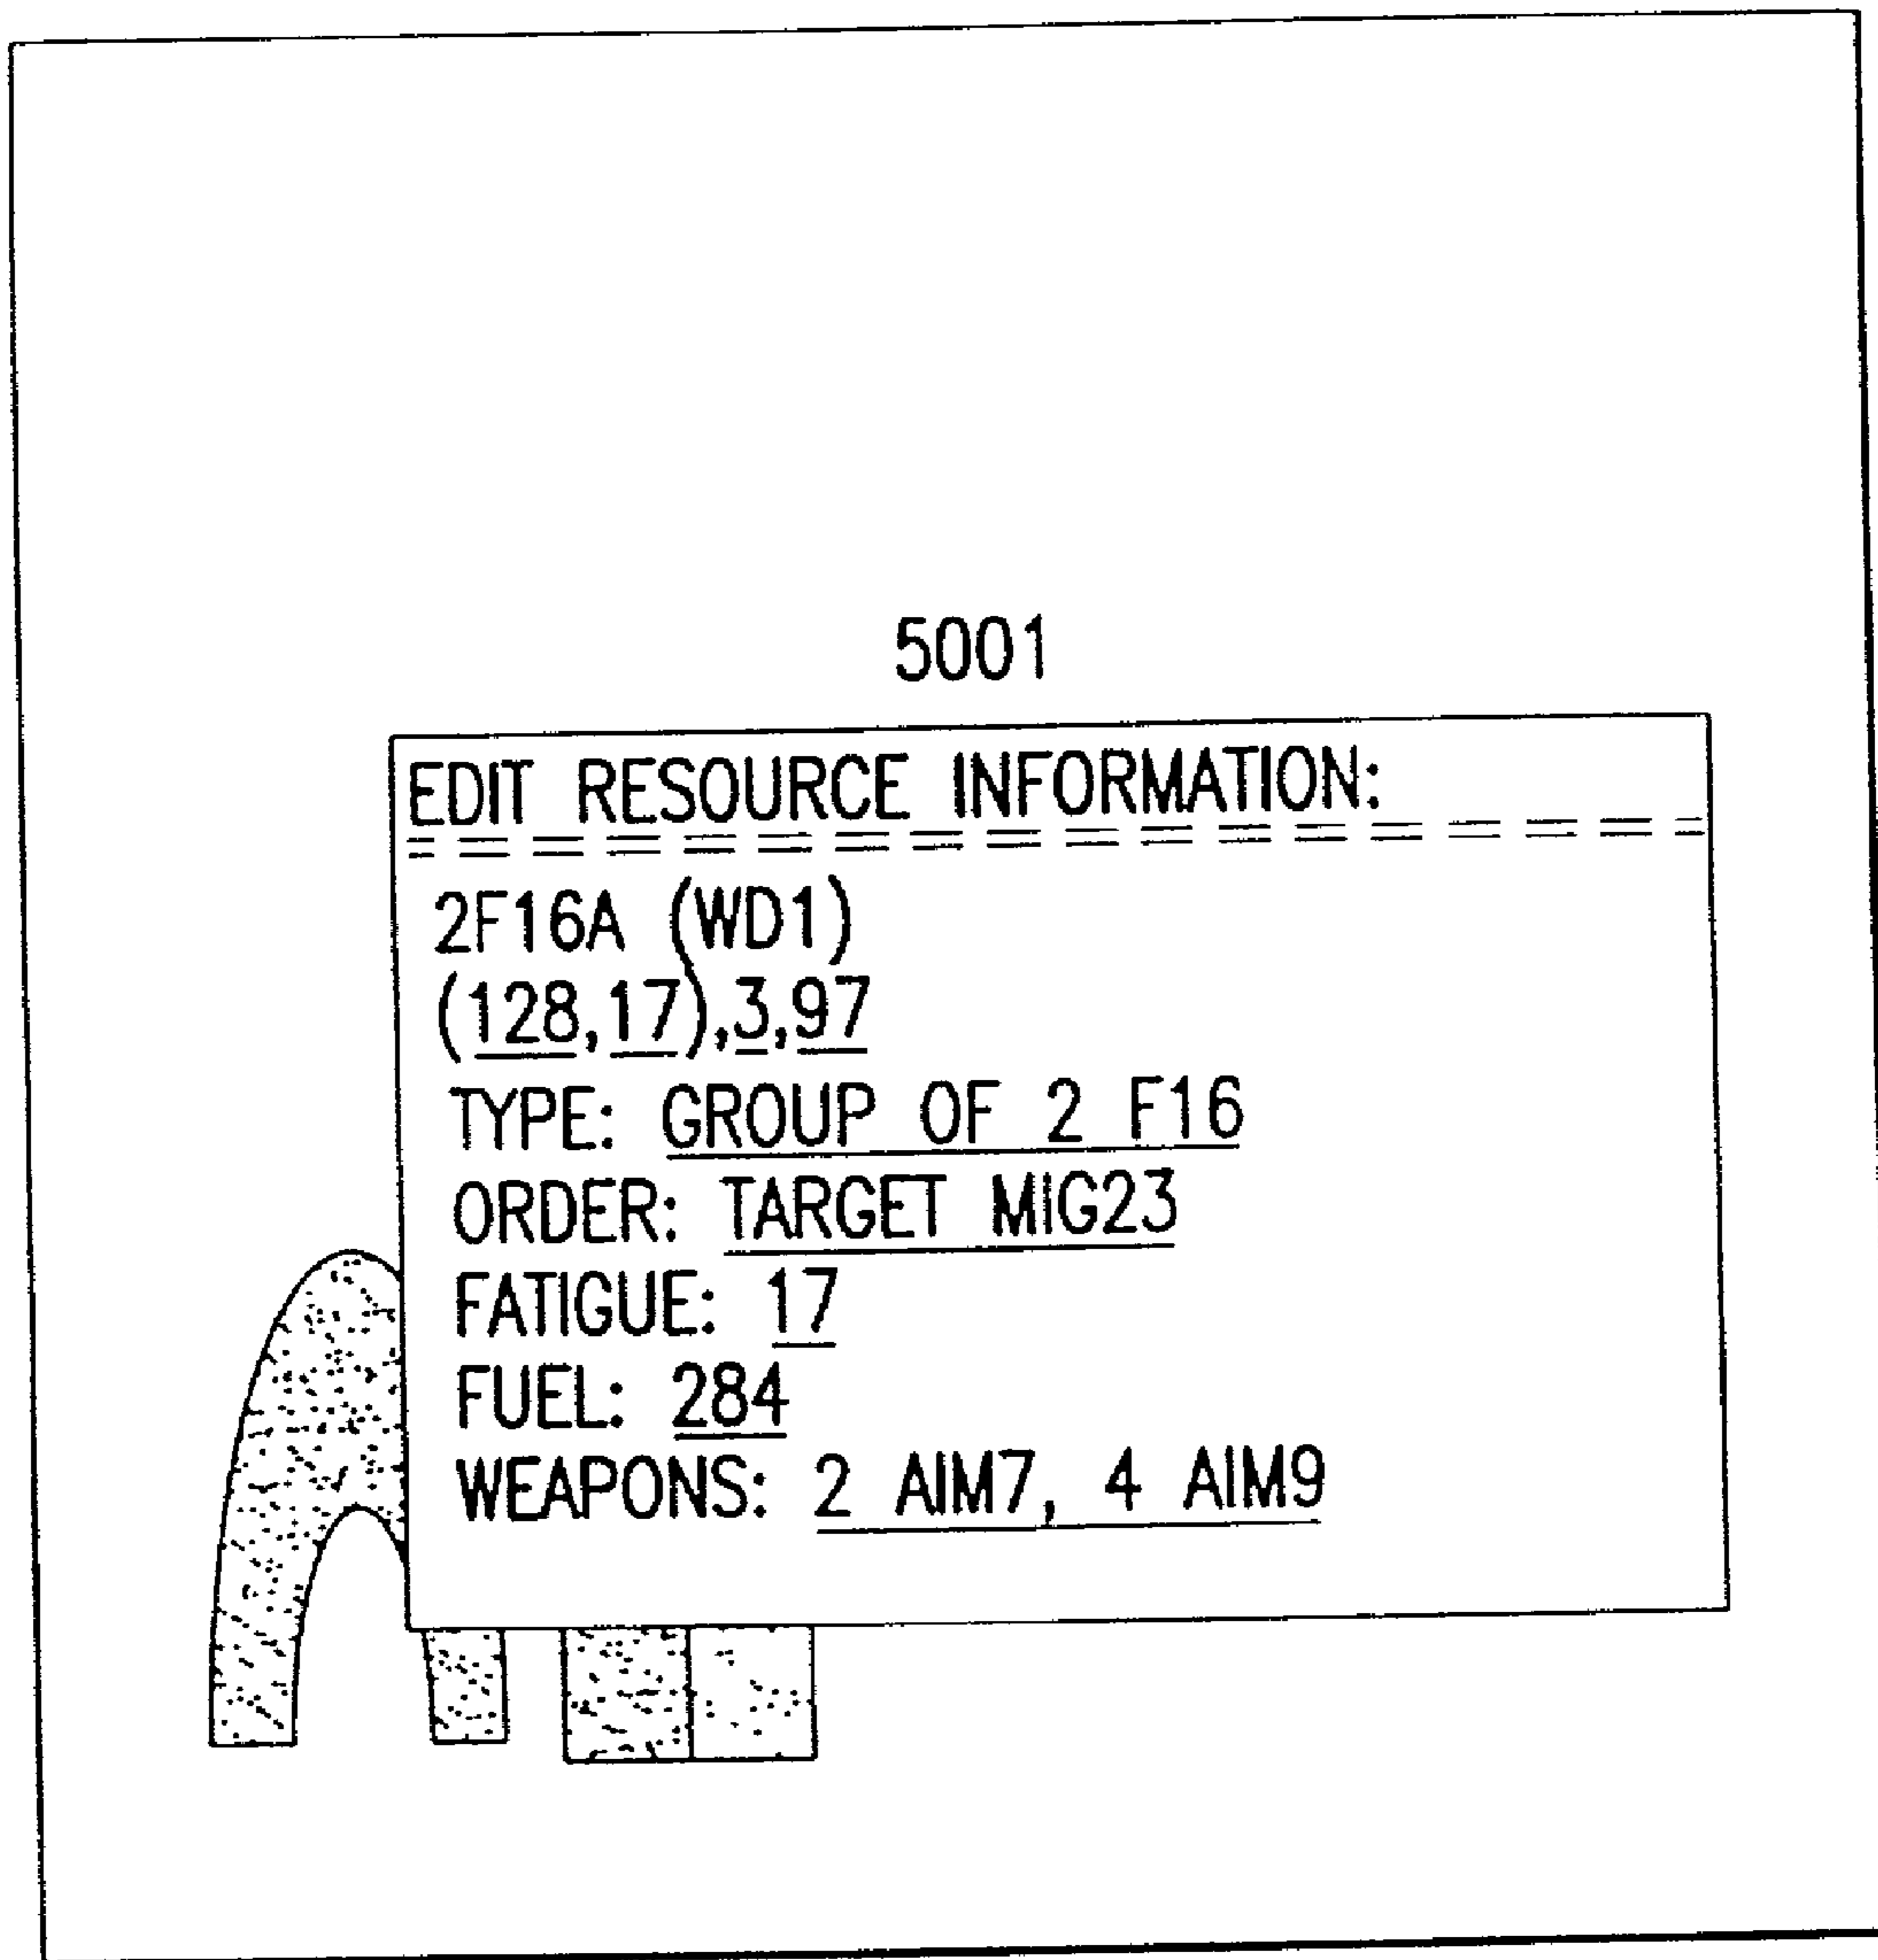 5001
EDIT RESOURCE INFORMATION:
2F16A (WD1)
(128,17),3,97
TYPE: GROUP OF 2 F16
ORDER: TARGET MIG23
FATIGUE: 17
FUEL: 284
WEAPONS: 2 AIM7, 4 AIM9